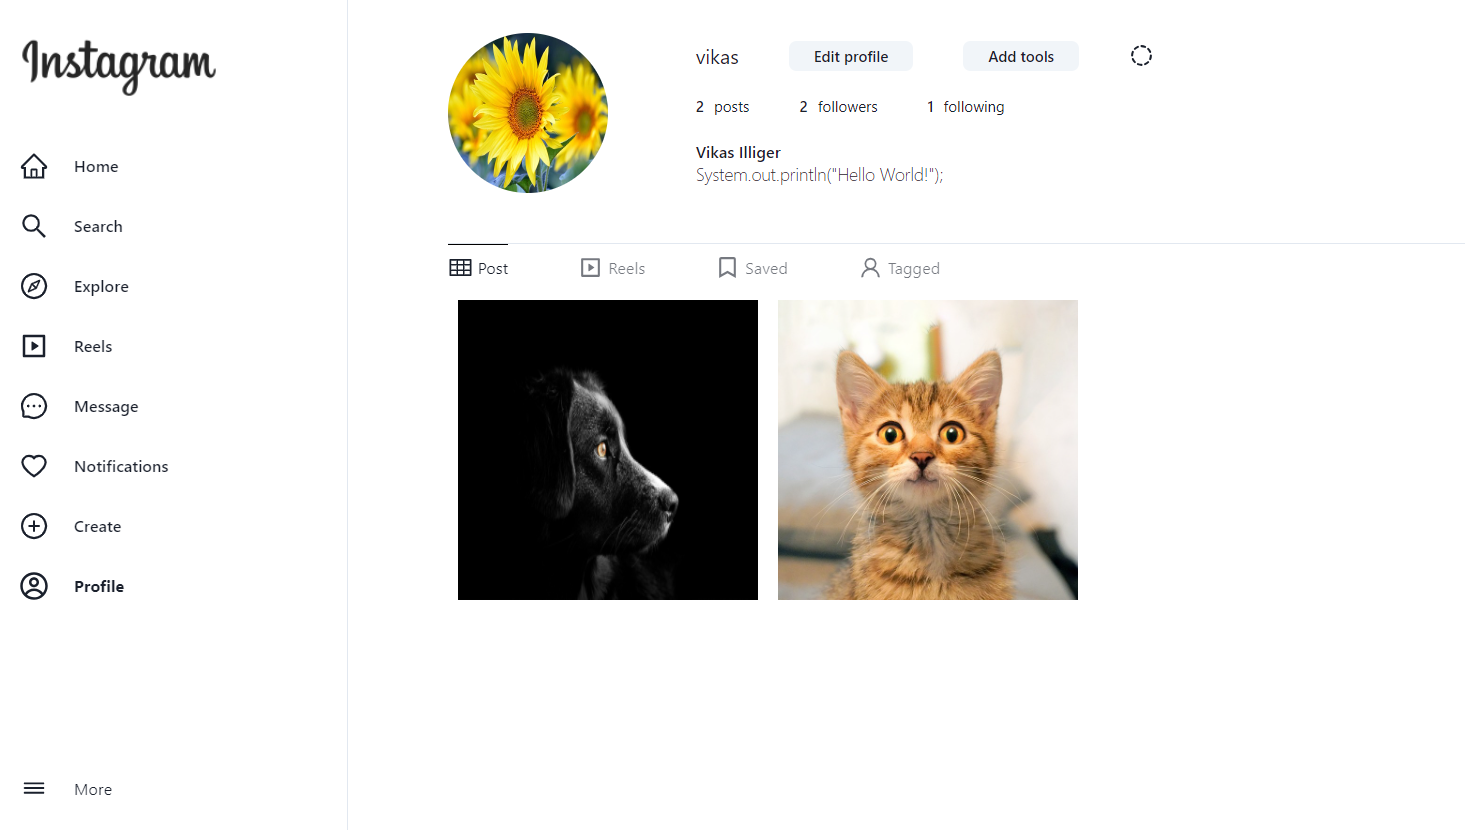 Instagram
Home
Search
Explore
Reels
Message
Notifications
Create
Profile
More
vikas Edit profile Add tools
2 posts 2 followers 1 following
Vikas Illiger
System.out.println("Hello World!");
Post Reels Saved Tagged